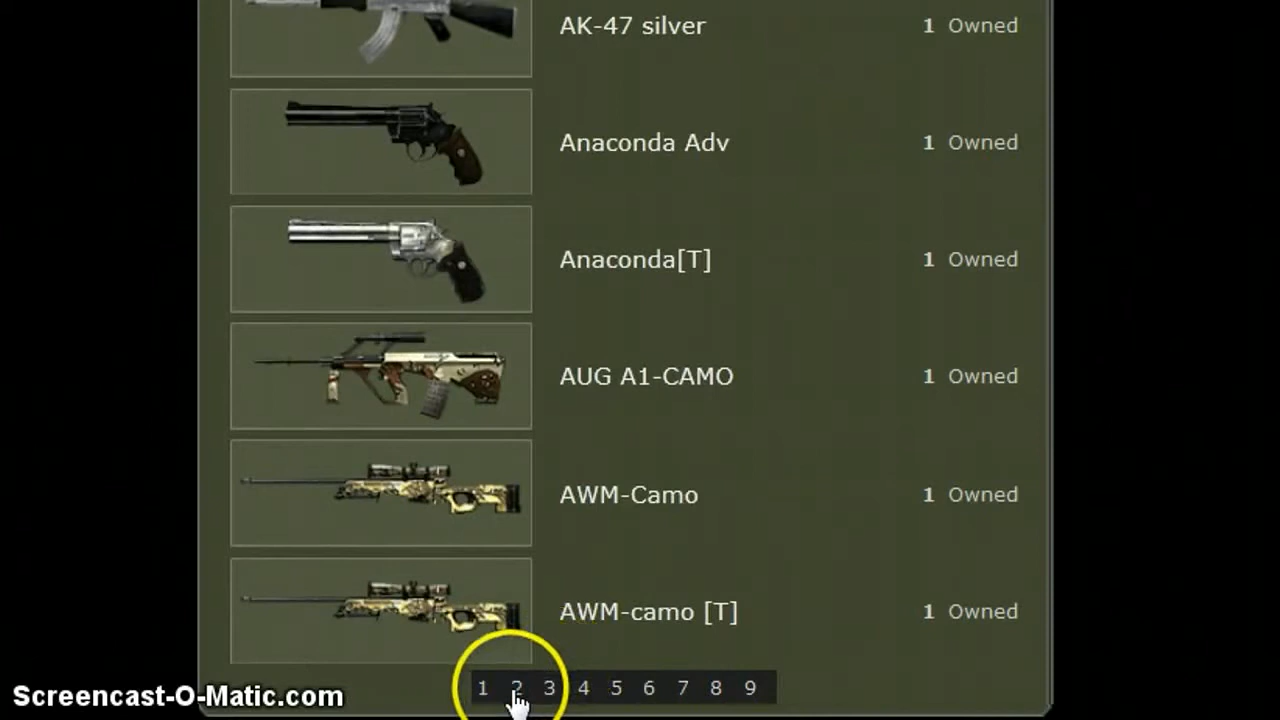 AK-47 silver 1 Owned
Anaconda Adv 1 Owned
Anaconda[T] 1 Owned
AUG A1-CAMO 1 Owned
AWM-Camo 1 Owned
AWM-camo [T] 1 Owned
1 2 3 4 5 6 7 8 9
Screencast-O-Matic.com